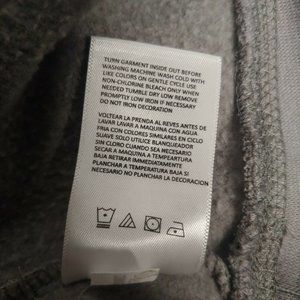 TURN GARMENT INSIDE OUT BEFORE
WASHING MACHINE WASH COLD WITH
LIKE COLORS ON GENTLE CYCLE USE
NON-CHLORINE BLEACH ONLY WHEN
NEEDED TUMBLE DRY LOW REMOVE
PROMPTLY LOW IRON IF NECESSARY
DO NOT IRON DECORATION
VOLTEAR LA PRENDA AL REVES ANTES DE
LAVAR LAVAR A MAQUINA CON AGUA
FRIA CON COLORES SIMILARES EN CICLO
SUAVE SOLO UTILICE BLANQUEADOR
SIN CLORO CUANDO SEA NECESARIO
SECAR A MAQUINA A TEMPEARTURA
BAJA RETIRAR IMMEDIATAMENTE
PLANCHAR A TEMPERATURA BAJA SI ES
NECESARIO NO PLANCHAR LA DECORACION